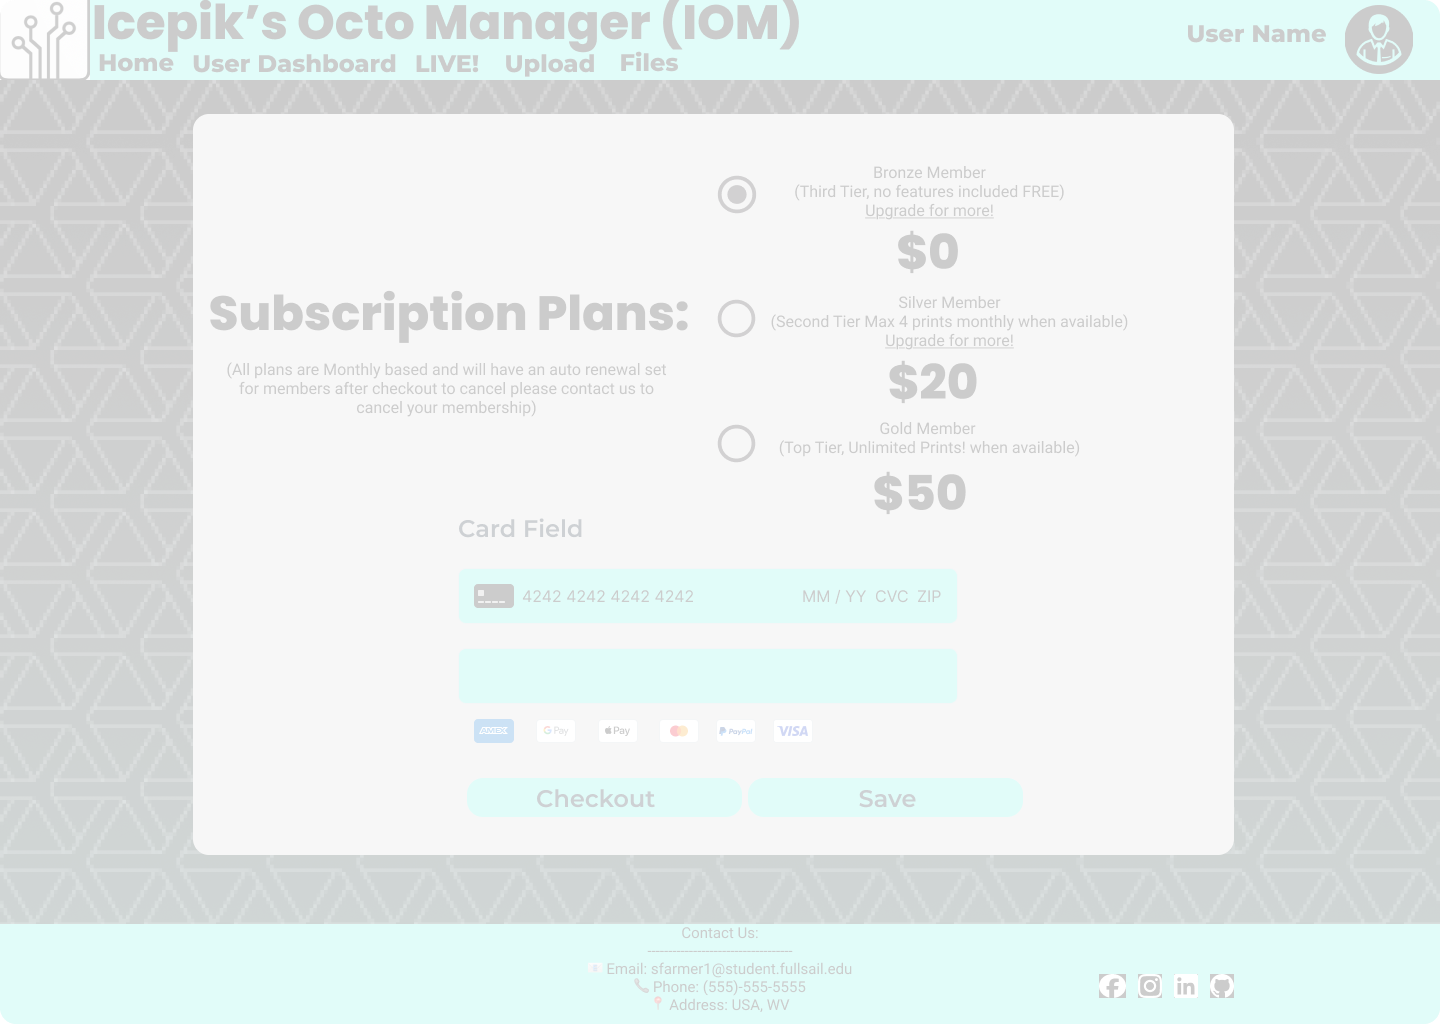 Icepik’s Octo Manager (IOM)
User Name
Home User Dashboard LIVE! Upload Files
Bronze Member
(Third Tier, no features included FREE)
Upgrade for more!
$0
Subscription Plans:
(All plans are Monthly based and will have an auto renewal set
for members after checkout to cancel please contact us to
cancel your membership)
Silver Member
(Second Tier Max 4 prints monthly when available)
Upgrade for more!
$20
Gold Member
(Top Tier, Unlimited Prints! when available)
$50
Card Field
4242 4242 4242 4242 MM / YY CVC ZIP
AMEX G Pay Pay PayPal VISA
Checkout Save
Contact Us:
------------------------------------
Email: sfarmer1@student.fullsail.edu
Phone: (555)-555-5555
Address: USA, WV